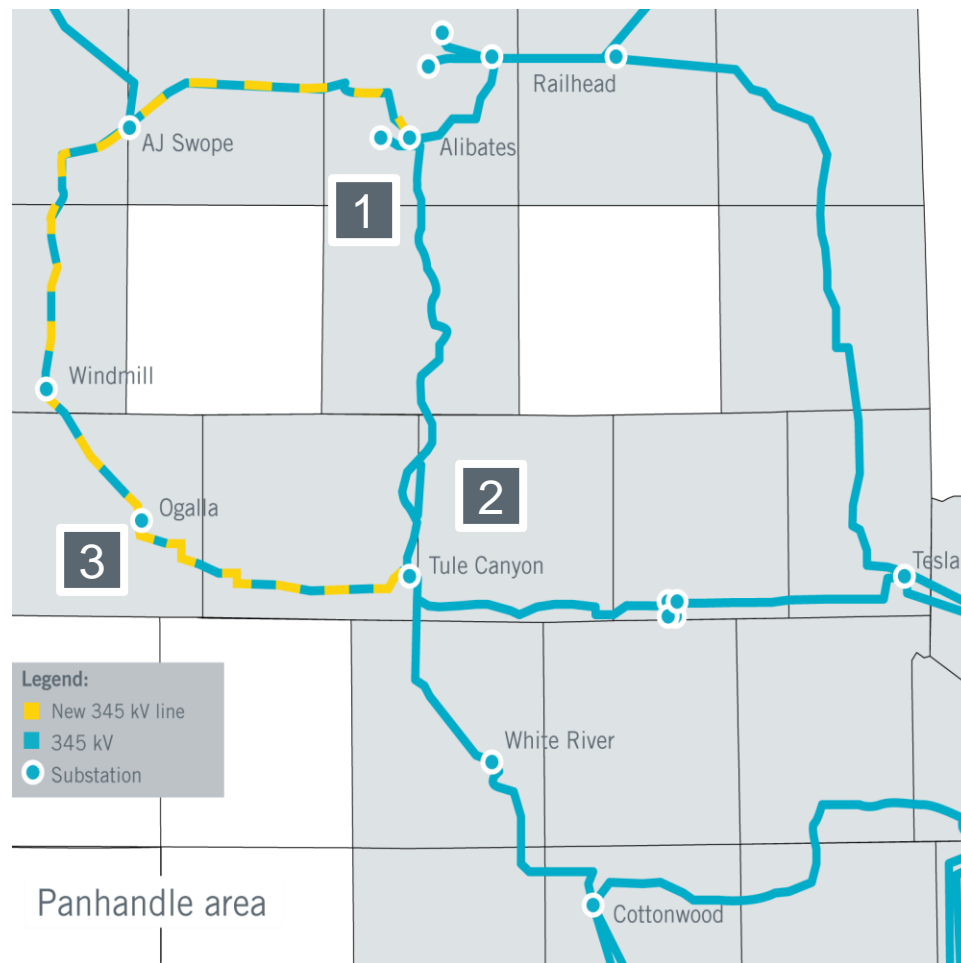 Railhead
AJ Swope
Alibates
1
Windmill
2
Ogalla
3
Tule Canyon
Tesla
Legend:
New 345 kV line
345 kV
Substation
White River
Panhandle area
Cottonwood